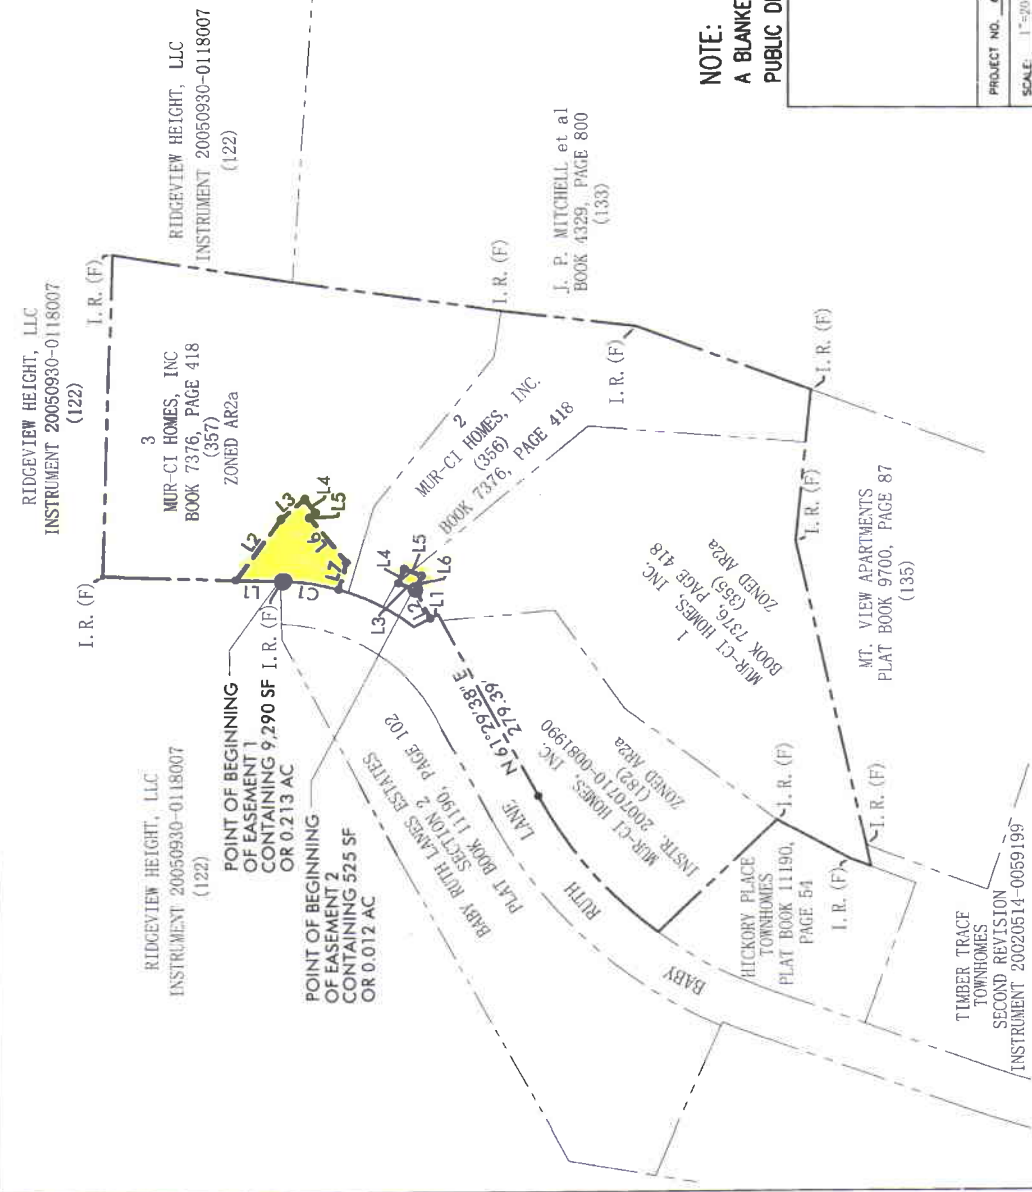 RIDGEVIEW HEIGHT, LLC
INSTRUMENT 20050930-0118007
(122)
RIDGEVIEW HEIGHT, LLC
INSTRUMENT 20050930-0118007
(122)
I.R.(F)
I.R.(F)
3
MUR-CI HOMES, INC
BOOK 7376, PAGE 418
(357)
ZONED AR2a
RIDGEVIEW HEIGHT, LLC
INSTRUMENT 20050930-0118007
(122)
POINT OF BEGINNING
OF EASEMENT 1
CONTAINING 9,290 SF
OR 0.213 AC
I.R.(F)
L1
L2
L3
L4
L5
L6
L7
C1
POINT OF BEGINNING
OF EASEMENT 2
CONTAINING 525 SF
OR 0.012 AC
L1
L2
L3
L4
L5
L6
2
MUR-CI HOMES, INC.
(356)
BOOK 7376, PAGE 418
I.R.(F)
J. P. MITCHELL et al
BOOK 4329, PAGE 800
(133)
I.R.(F)
I.R.(F)
I.R.(F)
NOTE:
A BLANKE
PUBLIC D
PROJECT NO.
SCALE: 1"=20
BABY RUTH LANES ESTATES
SECTION 2
PLAT BOOK 11190, PAGE 102
BABY RUTH LANE
N 61°29'38" E
279.39'
MUR-CI HOMES, INC.
INSTR. 20070710-0081990
(182)
ZONED AR2a
1
MUR-CI HOMES, INC.
BOOK 7376, PAGE 418
(355)
ZONED AR2a
MT. VIEW APARTMENTS
PLAT BOOK 9700, PAGE 87
(135)
I.R.(F)
I.R.(F)
I.R.(F)
HICKORY PLACE
TOWNHOMES
PLAT BOOK 11190,
PAGE 54
TIMBER TRACE
TOWNHOMES
SECOND REVISION
INSTRUMENT 20020514-0059199